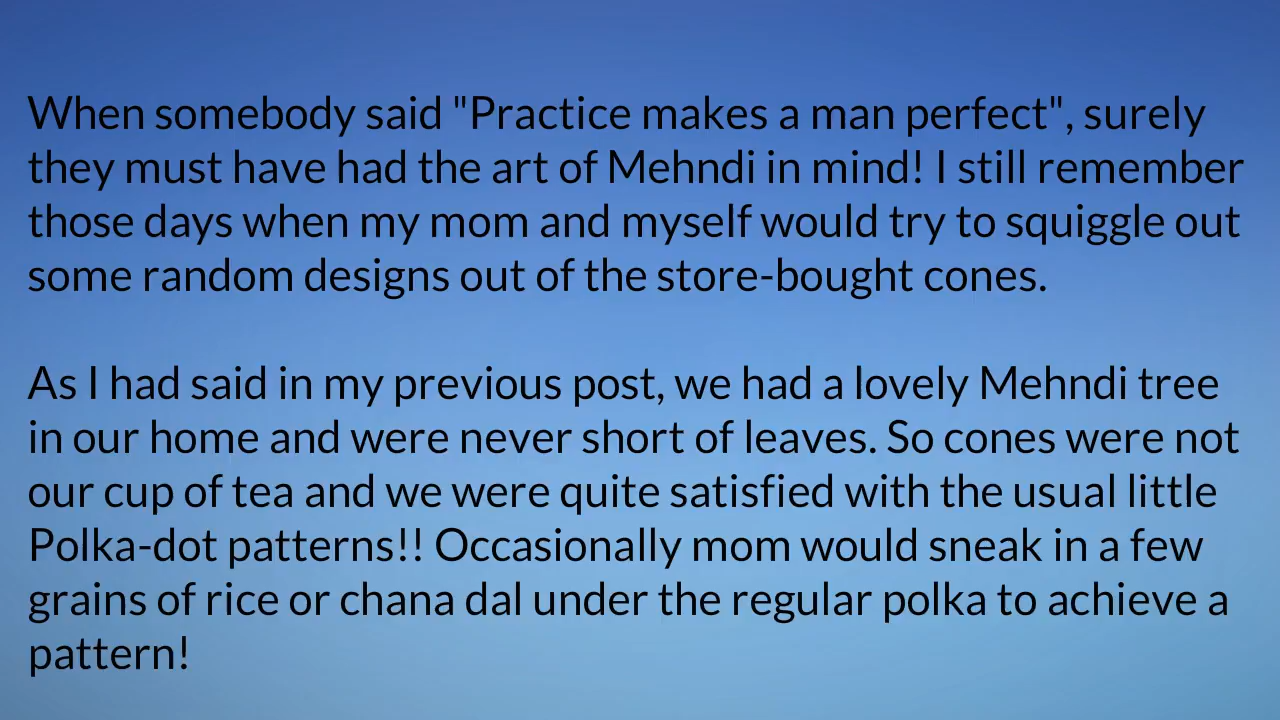 When somebody said "Practice makes a man perfect", surely
they must have had the art of Mehndi in mind! I still remember
those days when my mom and myself would try to squiggle out
some random designs out of the store-bought cones.
As I had said in my previous post, we had a lovely Mehndi tree
in our home and were never short of leaves. So cones were not
our cup of tea and we were quite satisfied with the usual little
Polka-dot patterns!! Occasionally mom would sneak in a few
grains of rice or chana dal under the regular polka to achieve a
pattern!